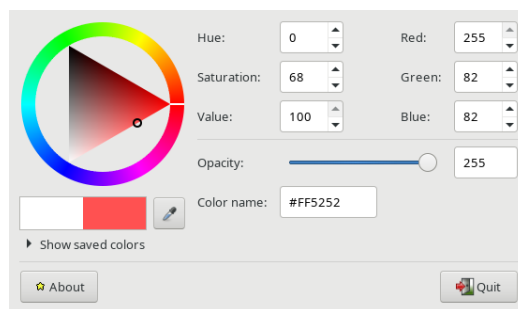 Hue: 0 Red: 255
Saturation: 68 Green: 82
Value: 100 Blue: 82
Opacity: 255
Color name: #FF5252
Show saved colors
About Quit